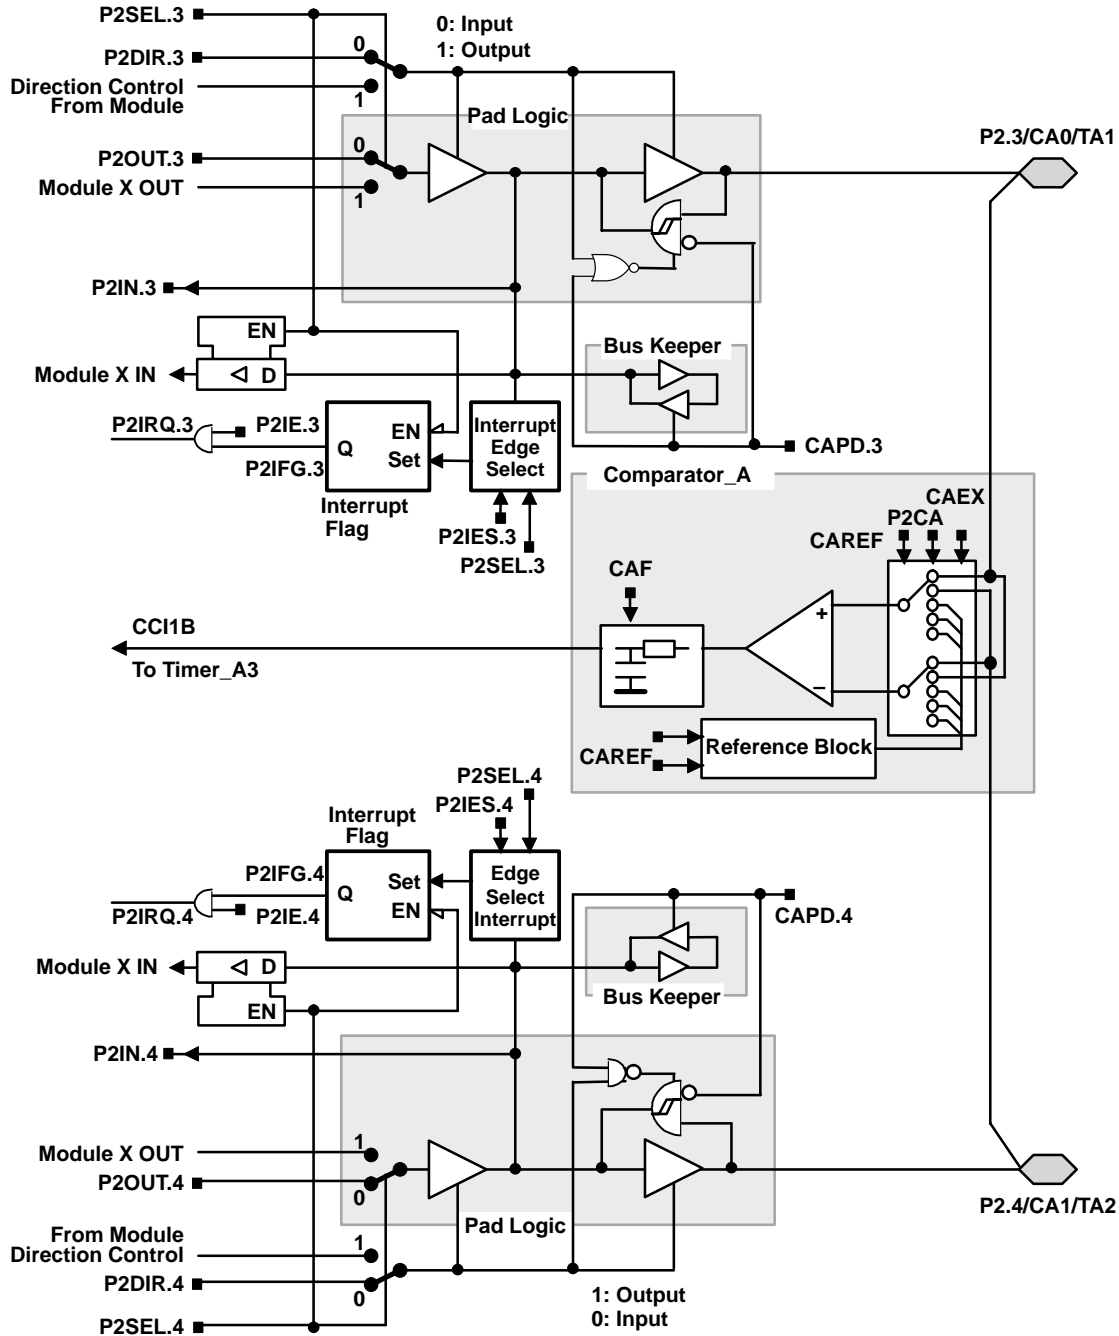 P2SEL.3
0: Input
1: Output
P2DIR.3
0
Direction Control
From Module
1
Pad Logic
P2.3/CA0/TA1
P2OUT.3
0
Module X OUT
1
P2IN.3
EN
Bus Keeper
Module X IN
D
P2IRQ.3
P2IE.3
P2IFG.3
Q
EN
Set
Interrupt
Edge
Select
CAPD.3
Comparator_A
Interrupt
Flag
P2IES.3
P2SEL.3
CAEX
P2CA
CAREF
CAF
+
CCI1B
To Timer_A3
−
Reference Block
CAREF
P2SEL.4
P2IES.4
Interrupt
Flag
P2IFG.4
P2IRQ.4
P2IE.4
Q
Set
EN
Edge
Select
Interrupt
CAPD.4
Module X IN
D
EN
Bus Keeper
P2IN.4
Module X OUT
1
P2OUT.4
0
P2.4/CA1/TA2
Pad Logic
From Module
Direction Control
1
P2DIR.4
0
1: Output
0: Input
P2SEL.4